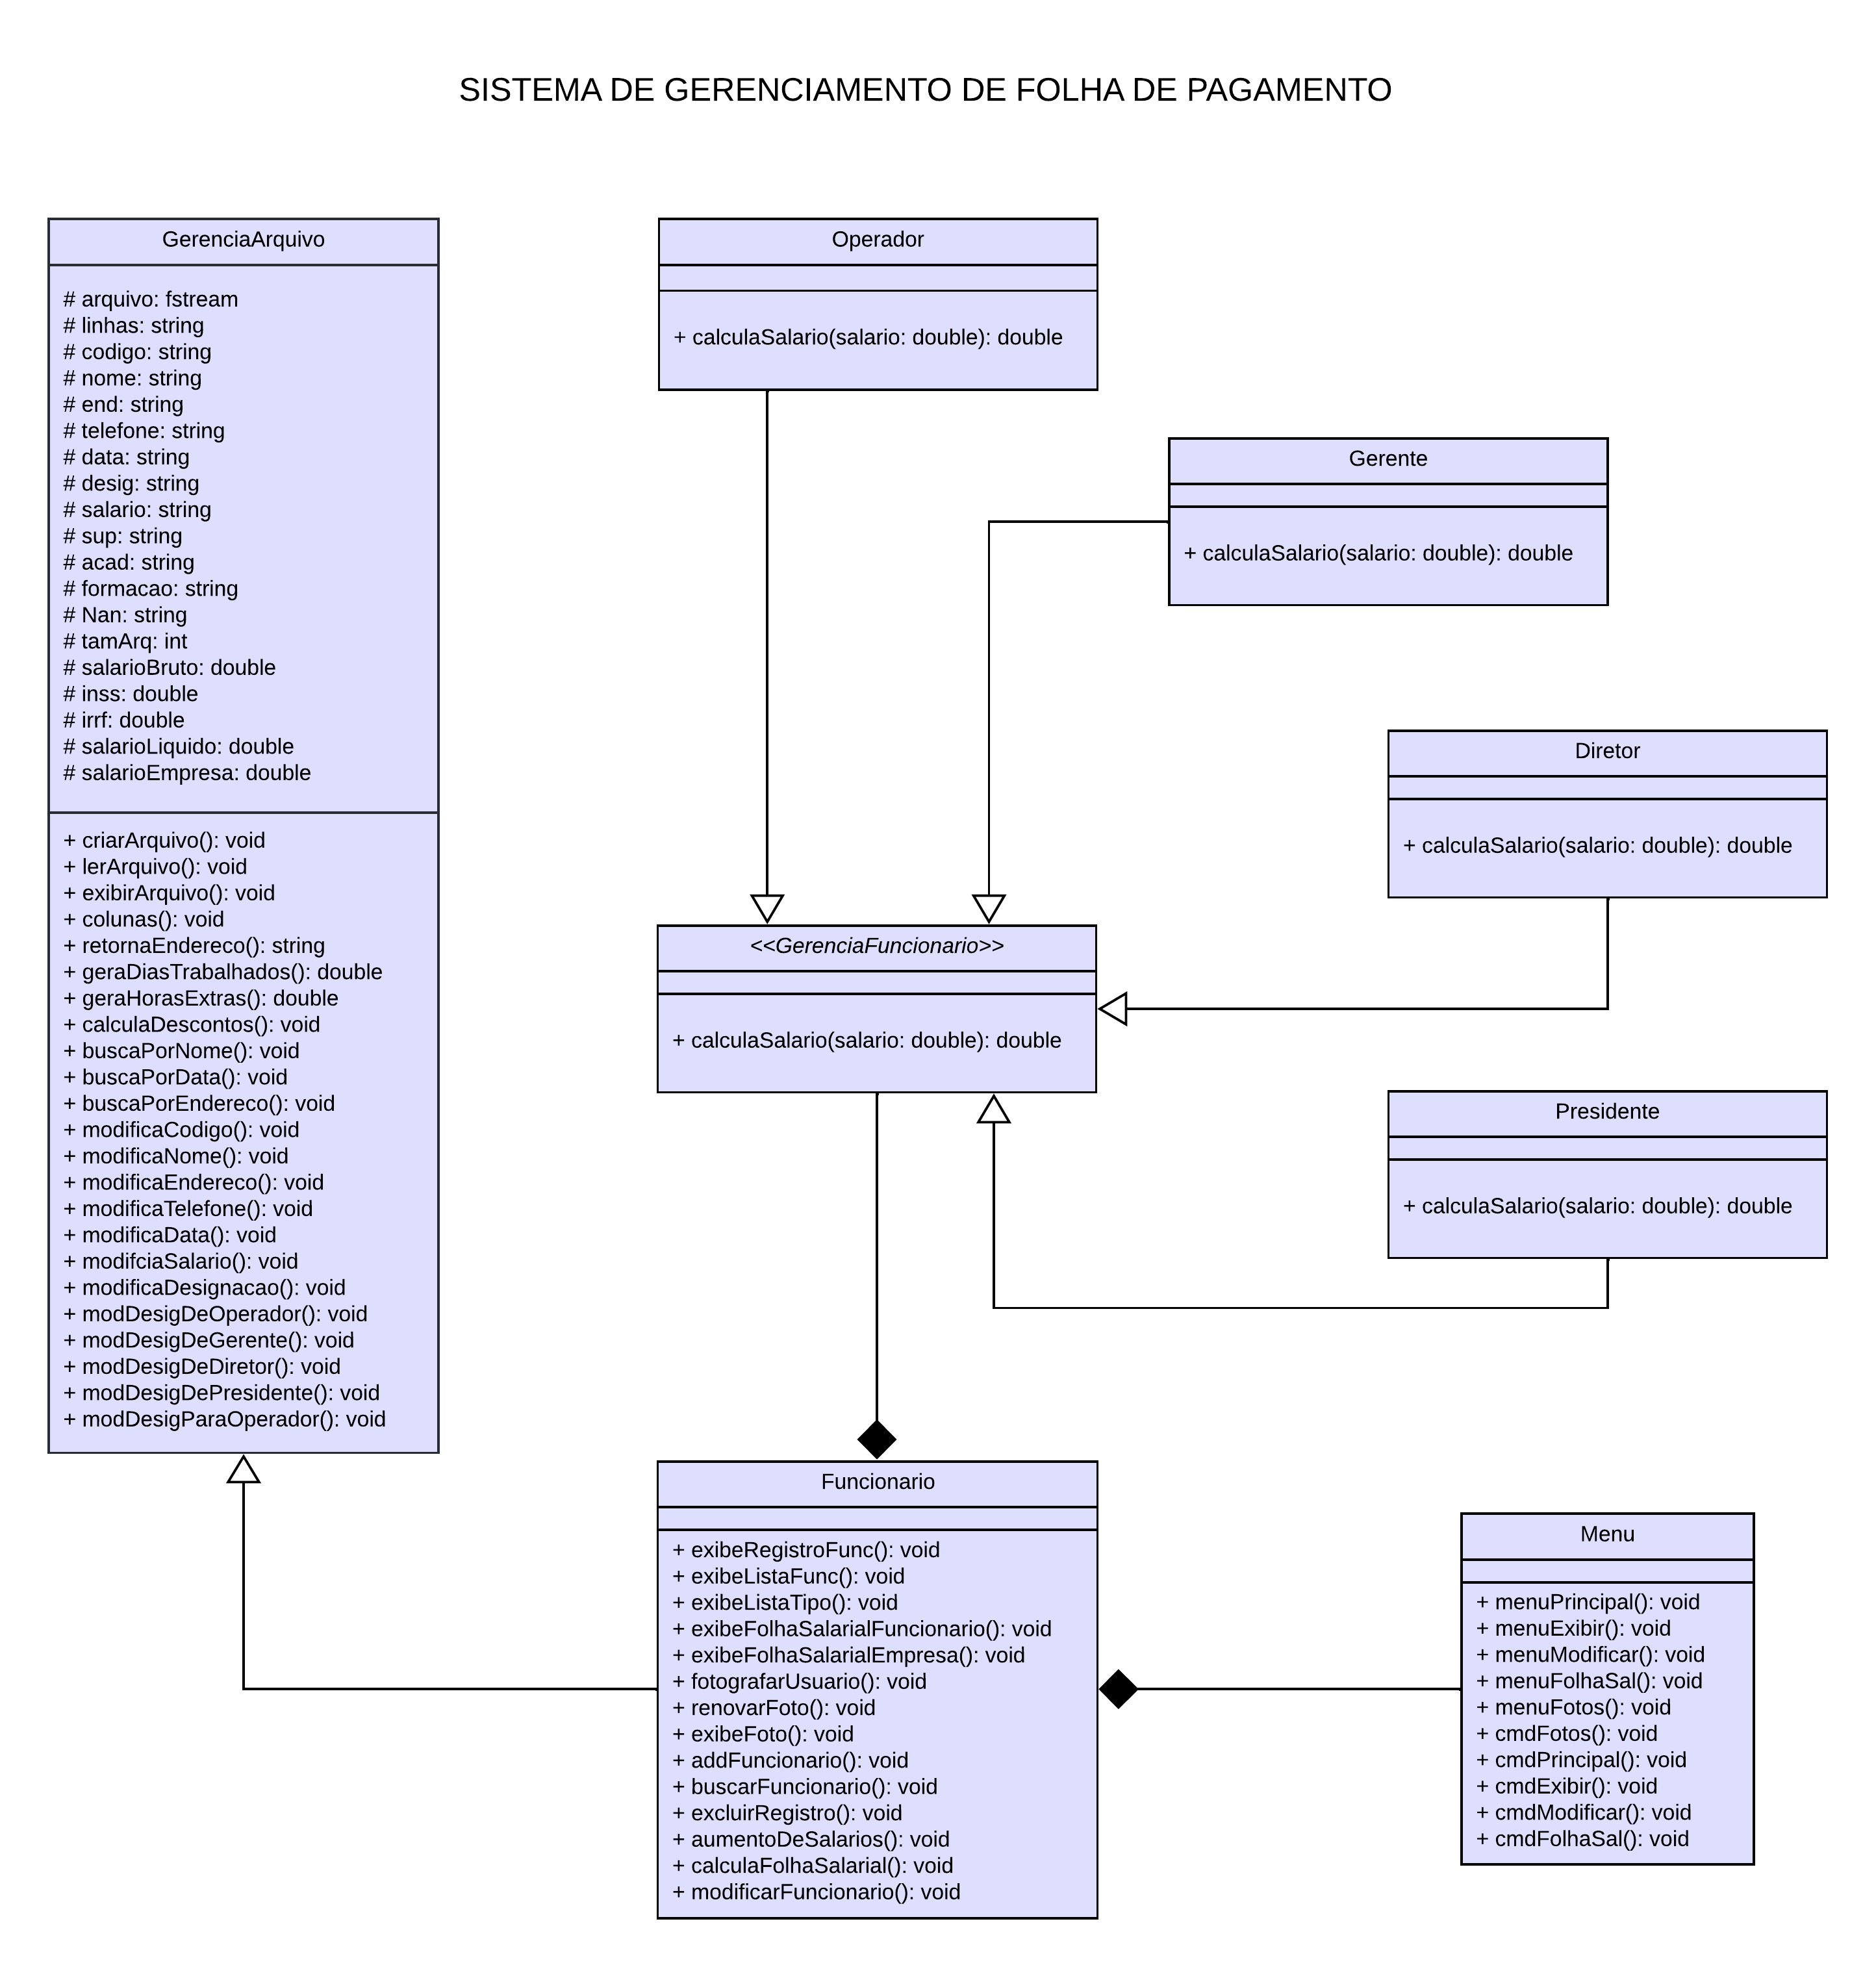 SISTEMA DE GERENCIAMENTO DE FOLHA DE PAGAMENTO
GerenciaArquivo
# arquivo: fstream
# linhas: string
# codigo: string
# nome: string
# end: string
# telefone: string
# data: string
# desig: string
# salario: string
# sup: string
# acad: string
# formacao: string
# Nan: string
# tamArq: int
# salarioBruto: double
# inss: double
# irrf: double
# salarioLiquido: double
# salarioEmpresa: double
+ criarArquivo(): void
+ lerArquivo(): void
+ exibirArquivo(): void
+ colunas(): void
+ retornaEndereco(): string
+ geraDiasTrabalhados(): double
+ geraHorasExtras(): double
+ calculaDescontos(): void
+ buscaPorNome(): void
+ buscaPorData(): void
+ buscaPorEndereco(): void
+ modificaCodigo(): void
+ modificaNome(): void
+ modificaEndereco(): void
+ modificaTelefone(): void
+ modificaData(): void
+ modifciaSalario(): void
+ modificaDesignacao(): void
+ modDesigDeOperador(): void
+ modDesigDeGerente(): void
+ modDesigDeDiretor(): void
+ modDesigDePresidente(): void
+ modDesigParaOperador(): void
Operador
+ calculaSalario(salario: double): double
Gerente
+ calculaSalario(salario: double): double
Diretor
+ calculaSalario(salario: double): double
<<GerenciaFuncionario>>
+ calculaSalario(salario: double): double
Presidente
+ calculaSalario(salario: double): double
Funcionario
+ exibeRegistroFunc(): void
+ exibeListaFunc(): void
+ exibeListaTipo(): void
+ exibeFolhaSalarialFuncionario(): void
+ exibeFolhaSalarialEmpresa(): void
+ fotografarUsuario(): void
+ renovarFoto(): void
+ exibeFoto(): void
+ addFuncionario(): void
+ buscarFuncionario(): void
+ excluirRegistro(): void
+ aumentoDeSalarios(): void
+ calculaFolhaSalarial(): void
+ modificarFuncionario(): void
Menu
+ menuPrincipal(): void
+ menuExibir(): void
+ menuModificar(): void
+ menuFolhaSal(): void
+ menuFotos(): void
+ cmdFotos(): void
+ cmdPrincipal(): void
+ cmdExibir(): void
+ cmdModificar(): void
+ cmdFolhaSal(): void